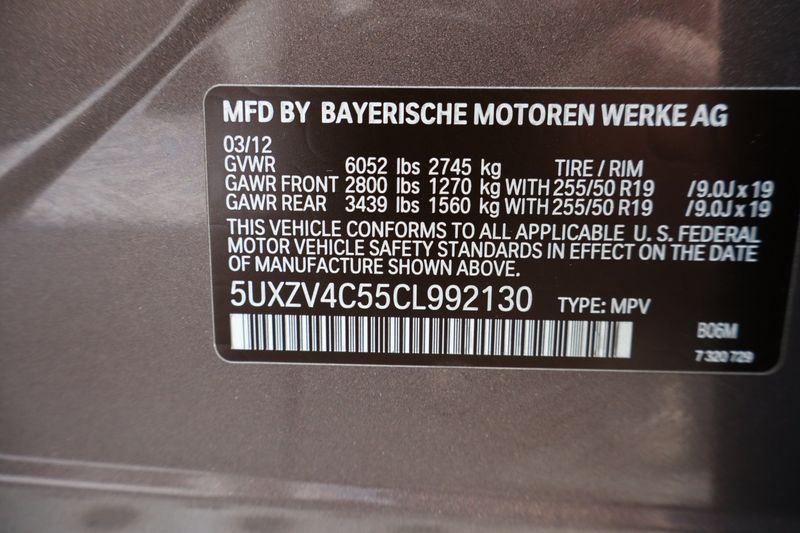 MFD BY BAYERISCHE MOTOREN WERKE AG
03/12
GVWR 6052 lbs 2745 kg TIRE / RIM
GAWR FRONT 2800 lbs 1270 kg WITH 255/50 R19 /9.0J x 19
GAWR REAR 3439 lbs 1560 kg WITH 255/50 R19 /9.0J x 19
THIS VEHICLE CONFORMS TO ALL APPLICABLE U.S. FEDERAL
MOTOR VEHICLE SAFETY STANDARDS IN EFFECT ON THE DATE
OF MANUFACTURE SHOWN ABOVE.
5UXZV4C55CL992130 TYPE: MPV
B06M
7 320 729